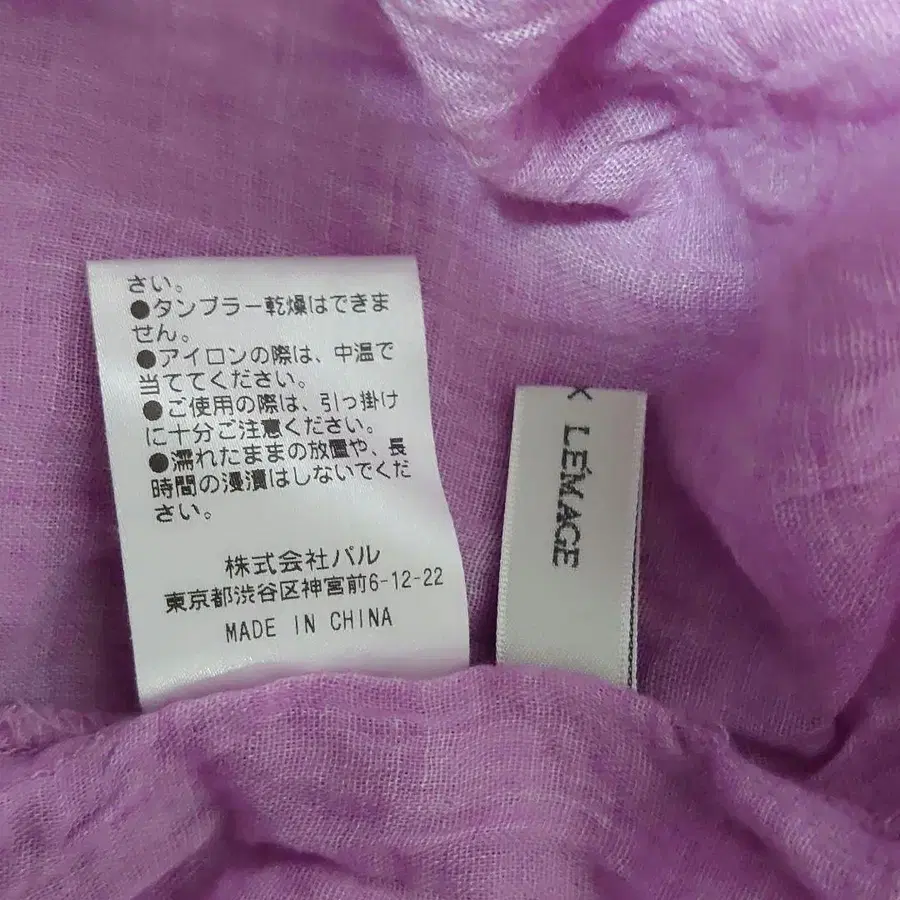 さい。
●タンブラー乾燥はできま
せん。
●アイロンの際は、中温で
当ててください。
●ご使用の際は、引っ掛け
に十分ご注意ください。
●濡れたままの放置や、長
時間の浸漬はしないでくだ
さい。
株式会社パル
東京都渋谷区神宮前6-12-22
MADE IN CHINA
LÉMAGE